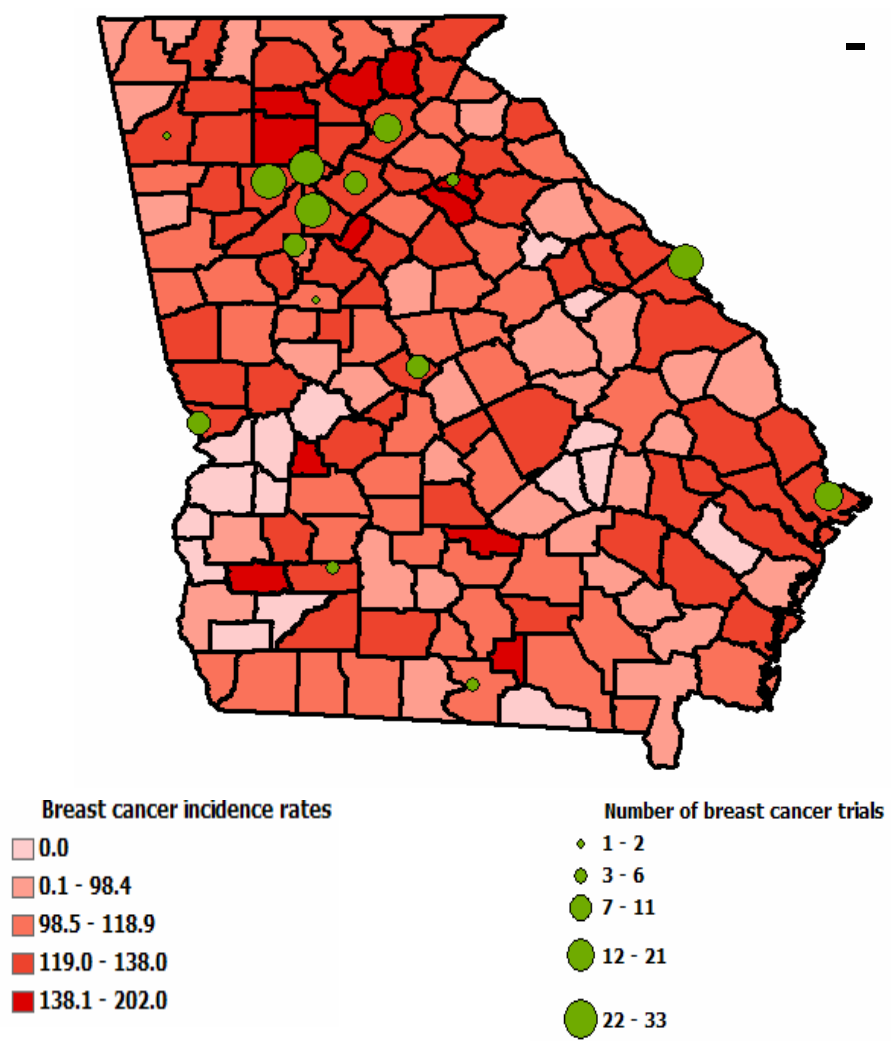 Breast cancer incidence rates
0.0
0.1 - 98.4
98.5 - 118.9
119.0 - 138.0
138.1 - 202.0
Number of breast cancer trials
1 - 2
3 - 6
7 - 11
12 - 21
22 - 33